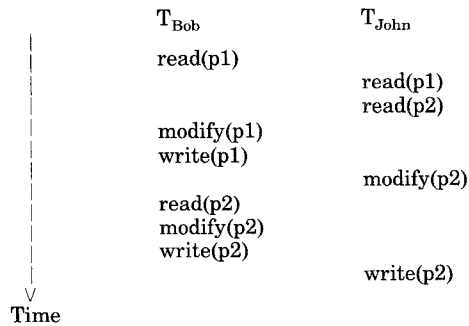 T_Bob T_John
read(p1)
read(p1)
read(p2)
modify(p1)
write(p1)
modify(p2)
read(p2)
modify(p2)
write(p2)
write(p2)
Time